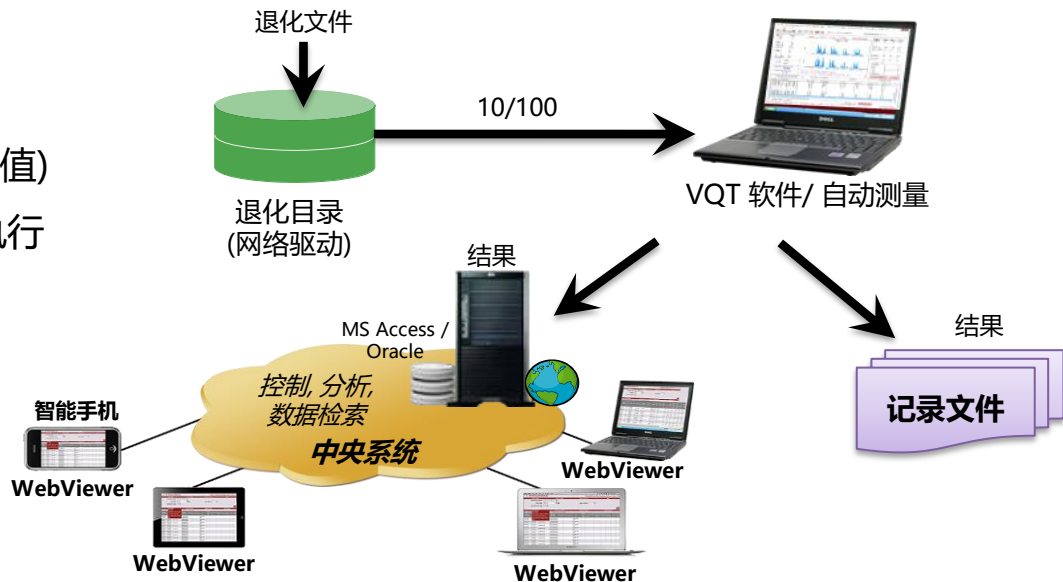 退化文件
10/100
值)
执行
退化目录
(网络驱动)
VQT 软件/ 自动测量
结果
MS Access /
Oracle
控制, 分析,
数据检索
中央系统
智能手机
WebViewer
WebViewer
WebViewer
WebViewer
结果
记录文件